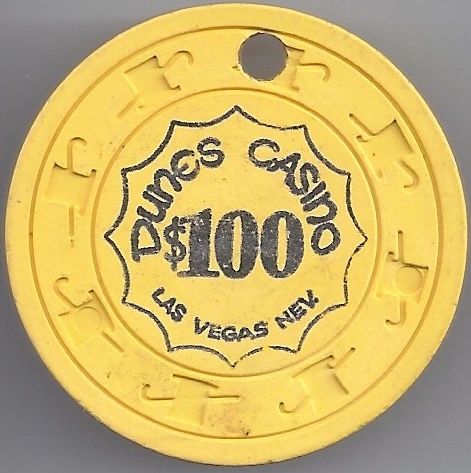 DUNES CASINO
$100
LAS VEGAS NEV.